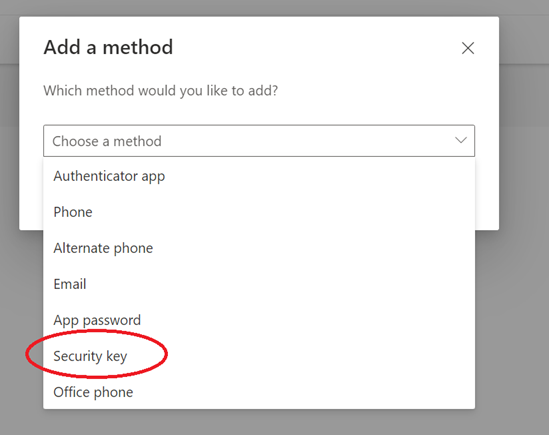 Add a method
Which method would you like to add?
Choose a method
Authenticator app
Phone
Alternate phone
Email
App password
Security key
Office phone